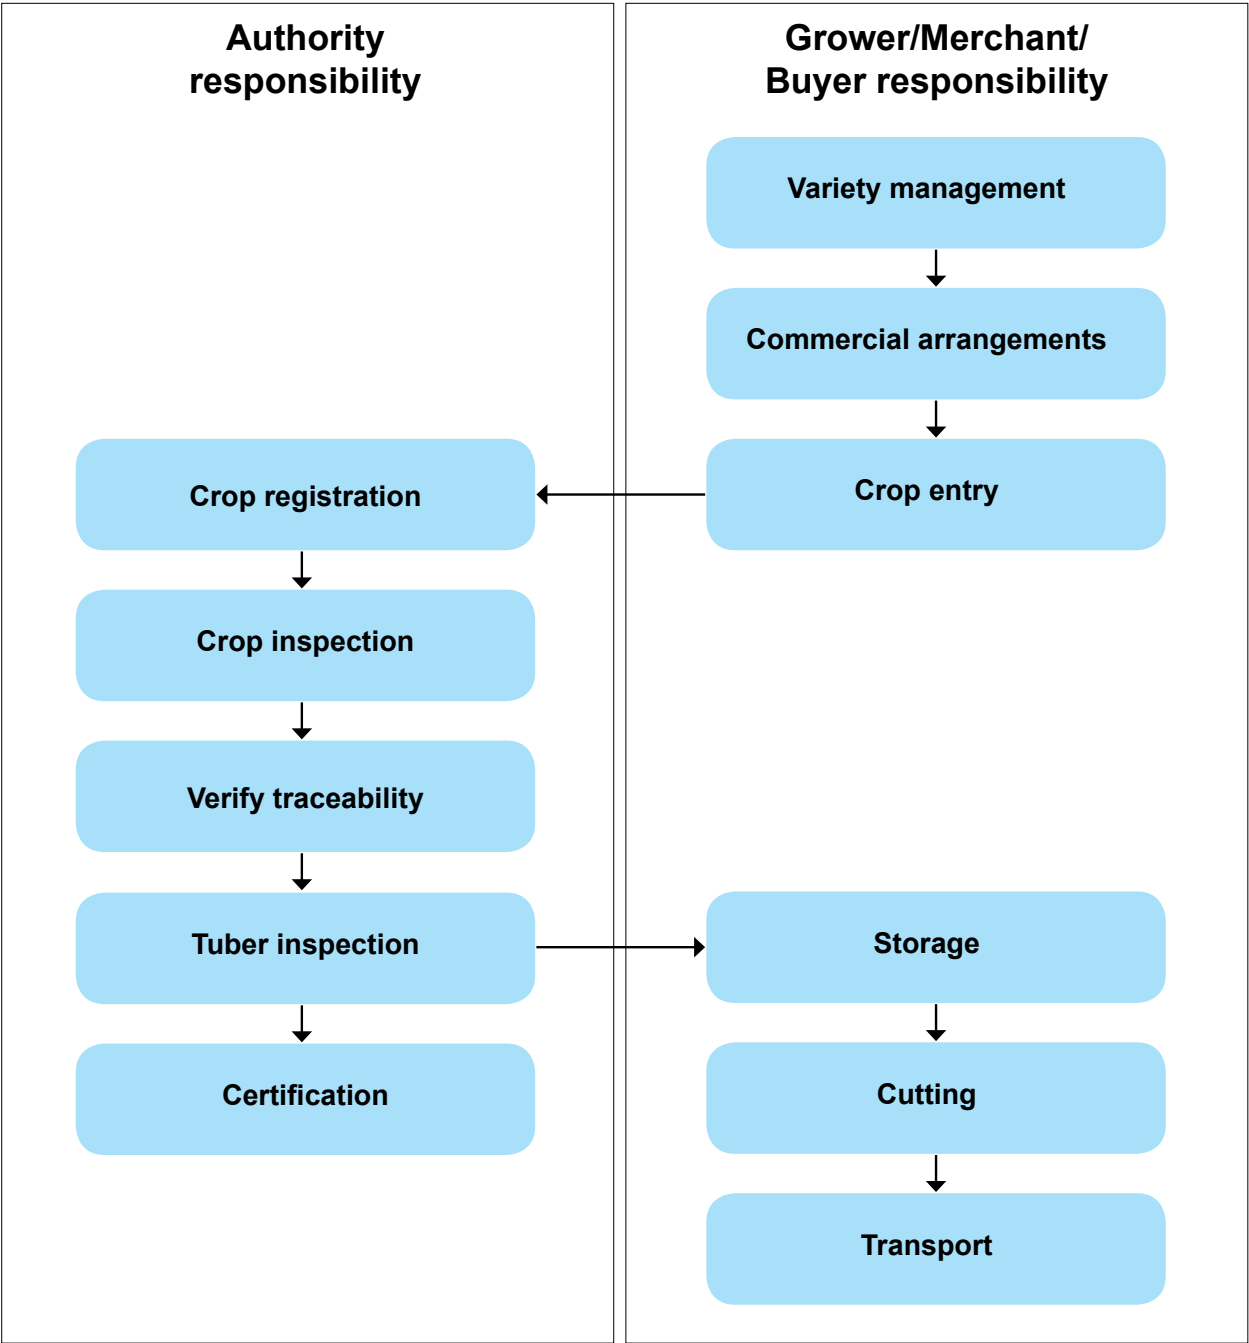 Authority
responsibility
Grower/Merchant/
Buyer responsibility
Variety management
Commercial arrangements
Crop entry
Crop registration
Crop inspection
Verify traceability
Tuber inspection
Certification
Storage
Cutting
Transport